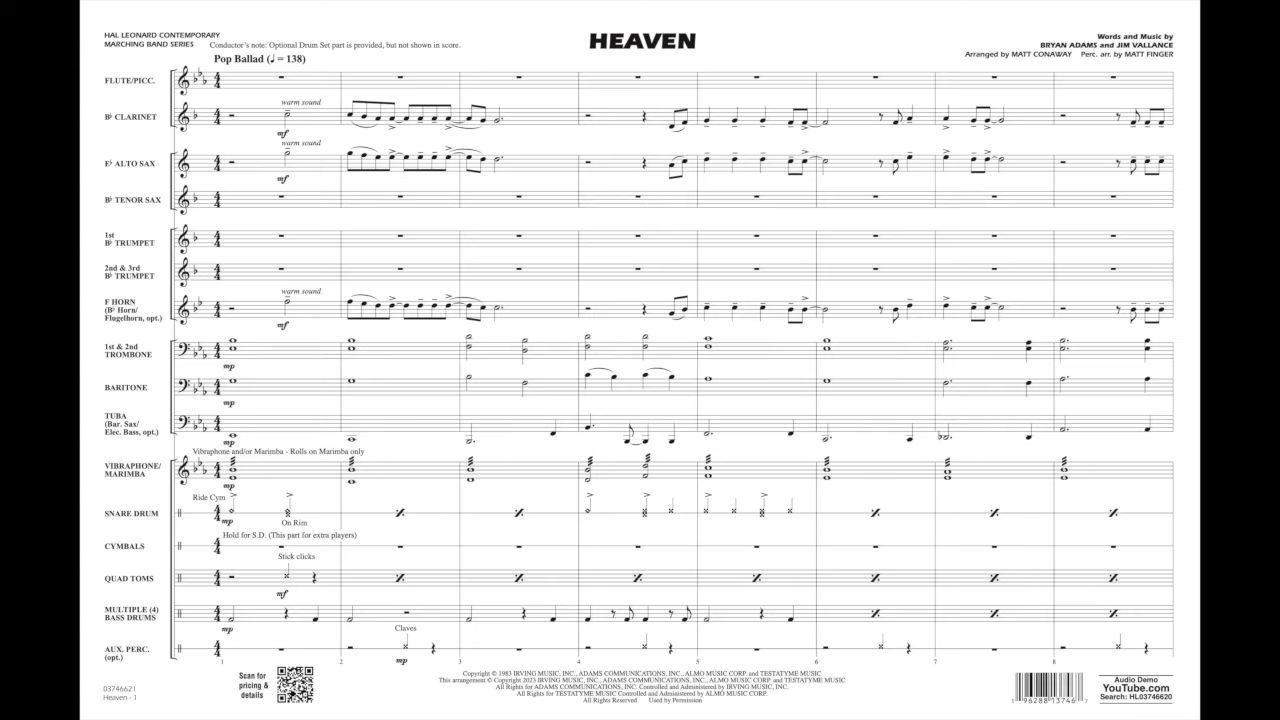 HAL LEONARD CONTEMPORARY
MARCHING BAND SERIES
Conductor's note: Optional Drum Set part is provided, but not shown in score.
HEAVEN
Words and Music by
BRYAN ADAMS and JIM VALLANCE
Arranged by MATT CONAWAY Perc. arr. by MATT FINGER
Pop Ballad (♩ = 138)
FLUTE/PICC.
warm sound
B♭ CLARINET
mf
warm sound
E♭ ALTO SAX
mf
B♭ TENOR SAX
1st
B♭ TRUMPET
2nd & 3rd
B♭ TRUMPET
warm sound
F HORN
(B♭ Horn/
Flugelhorn, opt.)
mf
1st & 2nd
TROMBONE
mp
BARITONE
mp
TUBA
(Bar. Sax/
Elec. Bass, opt.)
mp
Vibraphone and/or Marimba - Rolls on Marimba only
VIBRAPHONE/
MARIMBA
mp
Ride Cym
SNARE DRUM
mp
On Rim
Hold for S.D. (This part for extra players)
CYMBALS
Stick clicks
QUAD TOMS
mf
MULTIPLE (4)
BASS DRUMS
mp
Claves
AUX. PERC.
(opt.)
mp
1 2 3 4 5 6 7 8
03746621
Heaven - 1
Scan for
pricing &
details
Copyright © 1983 IRVING MUSIC, INC., ADAMS COMMUNICATIONS, INC., ALMO MUSIC CORP. and TESTATYME MUSIC
This arrangement © Copyright 2023 IRVING MUSIC, INC., ADAMS COMMUNICATIONS, INC., ALMO MUSIC CORP. and TESTATYME MUSIC
All Rights for ADAMS COMMUNICATIONS, INC. Controlled and Administered by IRVING MUSIC, INC.
All Rights for TESTATYME MUSIC Controlled and Administered by ALMO MUSIC CORP.
All Rights Reserved Used by Permission
1 96288 13746 7
Audio Demo
YouTube.com
Search: HL03746620